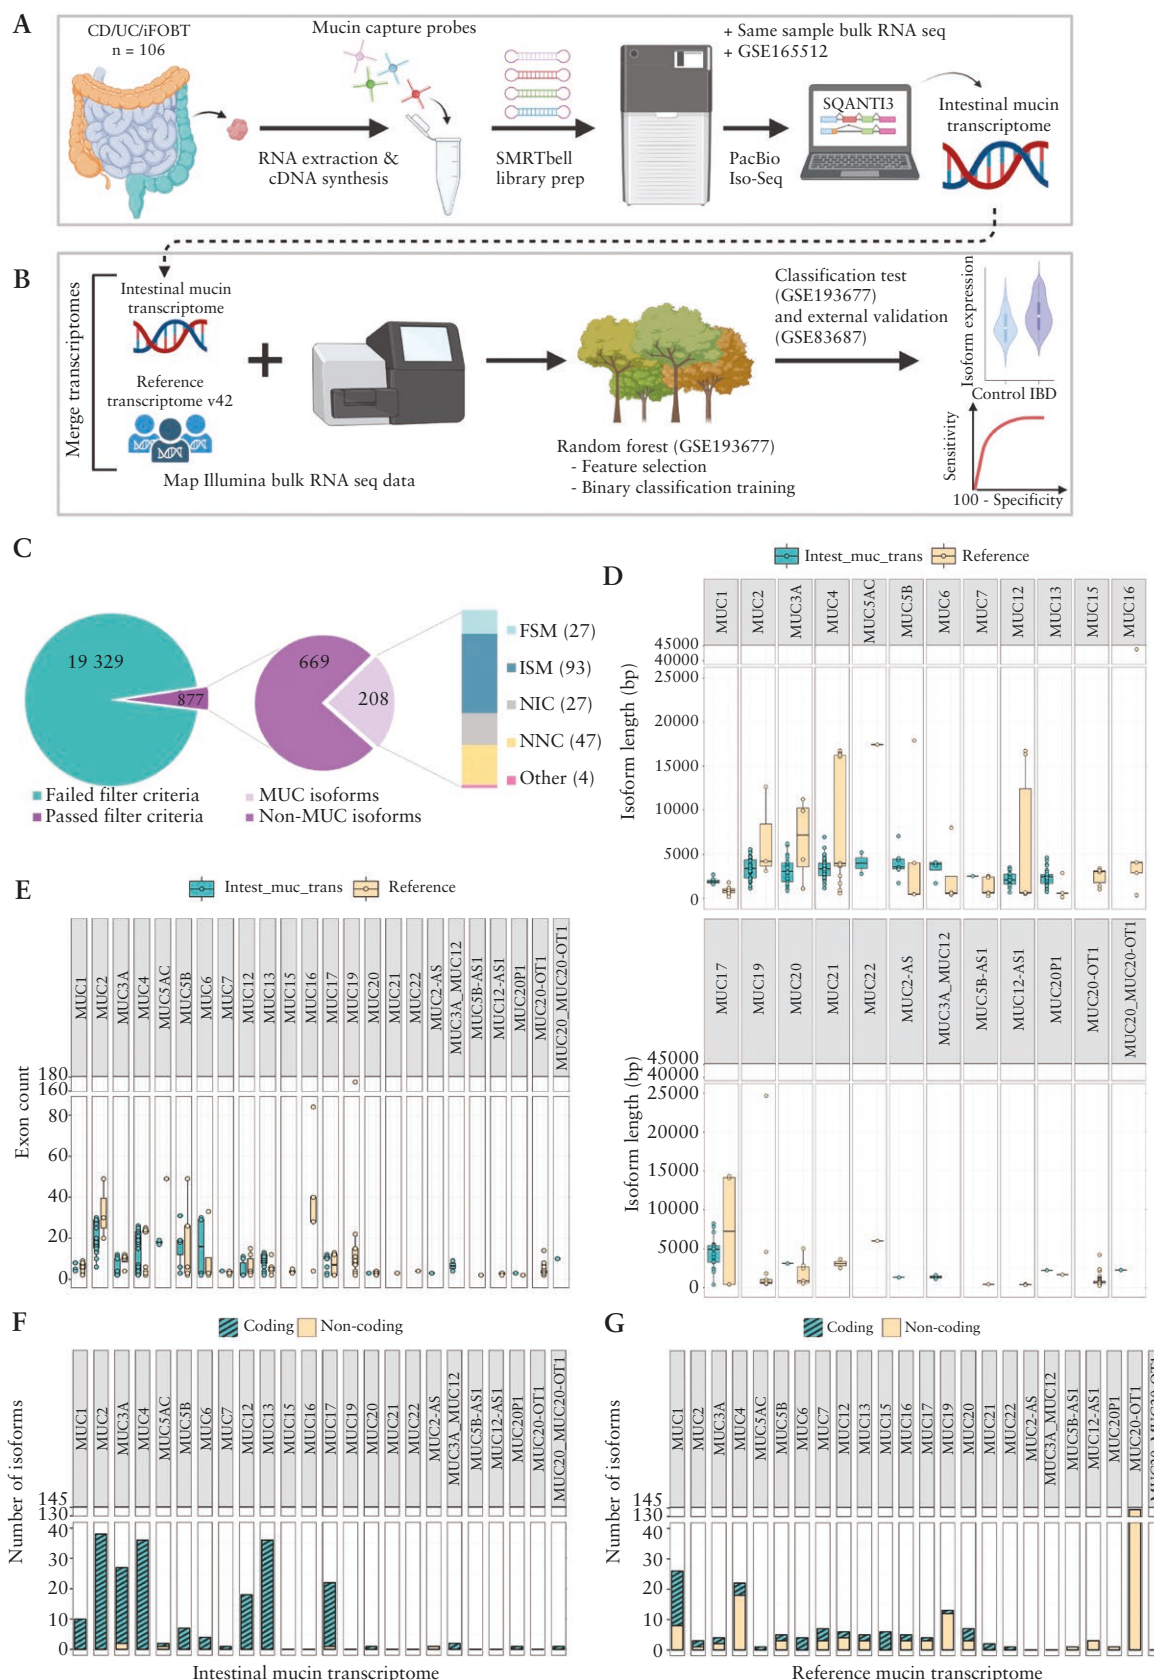 A
CD/UC/iFOBT
n = 106
Mucin capture probes
+ Same sample bulk RNA seq
+ GSE165512
SQANTI3
Intestinal mucin
transcriptome
RNA extraction &
cDNA synthesis
SMRTbell
library prep
PacBio
Iso-Seq
B
Merge transcriptomes
Intestinal mucin
transcriptome
Reference
transcriptome v42
Map Illumina bulk RNA seq data
Random forest (GSE193677)
- Feature selection
- Binary classification training
Classification test
(GSE193677)
and external validation
(GSE83687)
Isoform expression
Control IBD
Sensitivity
100 - Specificity
C
19 329
877
669
208
FSM (27)
ISM (93)
NIC (27)
NNC (47)
Other (4)
Failed filter criteria
Passed filter criteria
MUC isoforms
Non-MUC isoforms
D
Intest_muc_trans
Reference
MUC1
MUC2
MUC3A
MUC4
MUC5AC
MUC5B
MUC6
MUC7
MUC12
MUC13
MUC15
MUC16
Isoform length (bp)
45000
40000
25000
20000
15000
10000
5000
0
MUC17
MUC19
MUC20
MUC21
MUC22
MUC2-AS
MUC3A_MUC12
MUC5B-AS1
MUC12-AS1
MUC20P1
MUC20-OT1
MUC20_MUC20-OT1
Isoform length (bp)
45000
40000
25000
20000
15000
10000
5000
0
E
Intest_muc_trans
Reference
MUC1
MUC2
MUC3A
MUC4
MUC5AC
MUC5B
MUC6
MUC7
MUC12
MUC13
MUC15
MUC16
MUC17
MUC19
MUC20
MUC21
MUC22
MUC2-AS
MUC3A_MUC12
MUC5B-AS1
MUC12-AS1
MUC20P1
MUC20-OT1
MUC20_MUC20-OT1
Exon count
180
160
80
60
40
20
0
F
Coding
Non-coding
MUC1
MUC2
MUC3A
MUC4
MUC5AC
MUC5B
MUC6
MUC7
MUC12
MUC13
MUC15
MUC16
MUC17
MUC19
MUC20
MUC21
MUC22
MUC2-AS
MUC3A_MUC12
MUC5B-AS1
MUC12-AS1
MUC20P1
MUC20-OT1
MUC20_MUC20-OT1
Number of isoforms
145
130
40
30
20
10
0
Intestinal mucin transcriptome
G
Coding
Non-coding
MUC1
MUC2
MUC3A
MUC4
MUC5AC
MUC5B
MUC6
MUC7
MUC12
MUC13
MUC15
MUC16
MUC17
MUC19
MUC20
MUC21
MUC22
MUC2-AS
MUC3A_MUC12
MUC5B-AS1
MUC12-AS1
MUC20P1
MUC20-OT1
MUC20_MUC20-OT1
Number of isoforms
145
130
40
30
20
10
0
Reference mucin transcriptome